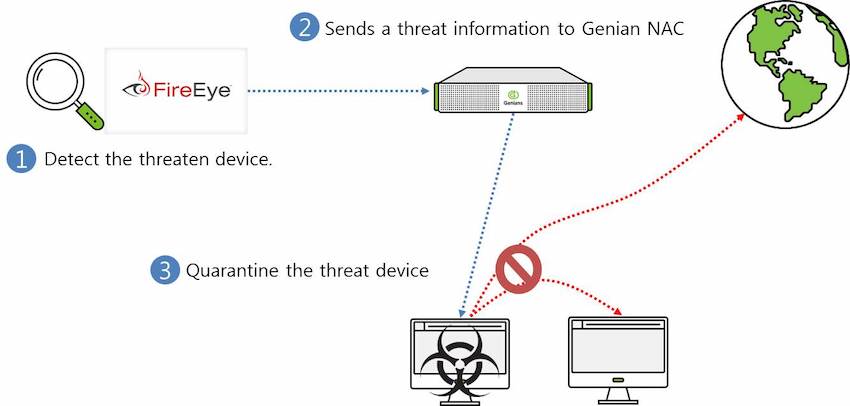 2 Sends a threat information to Genian NAC
FireEye
Genians
1 Detect the threaten device.
3 Quarantine the threat device